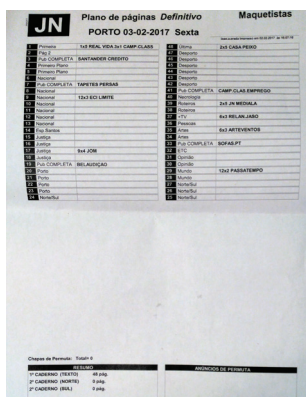 JN
Plano de páginas Definitivo
Maquetistas
PORTO 03-02-2017 Sexta
1 Primeira 1x0 REAL VIDA 3x1 CAMP.CLASS
2 Pág 2
3 Pub COMPLETA SANTANDER CREDITO
4 Primeiro Plano
5 Primeiro Plano
6 Nacional
7 Pub COMPLETA TAPETES PERSAS
8 Nacional
9 Nacional 12x3 ECI LIMITE
10 Nacional
11 Nacional
12 Nacional
13 Nacional
14 Esp Santos
15 Justiça
16 Justiça
17 Justiça 8x4 JOM
18 Justiça
19 Pub COMPLETA BELAUDIÇAO
20 Porto
21 Porto
22 Porto
23 Porto
24 Norte/Sul
48 Última 2x3 CASA PEIXO
47 Desporto
46 Desporto
45 Desporto
44 Desporto
43 Desporto
42 Desporto
41 Pub COMPLETA CAMP.CLAS.EMPREGO
40 Necrologia
39 Roteiros 2x5 JN MEDIALA
38 Roteiros
37 +TV 6x3 RELAN.JASO
36 Pessoas
35 Artes 6x3 ARTEVENTOS
34 Artes
33 Pub COMPLETA SOFAS.PT
32 ETC
31 Opinião
30 Opinião
29 Mundo 12x2 PASSATEMPO
28 Mundo
27 Norte/Sul
26 Norte/Sul
25 Norte/Sul
Chapas de Permuta: Total= 0
RESUMO
1º CADERNO (TEXTO) 48 pág.
2º CADERNO (NORTE) 0 pág.
2º CADERNO (SUL) 0 pág.
ANÚNCIOS DE PERMUTA